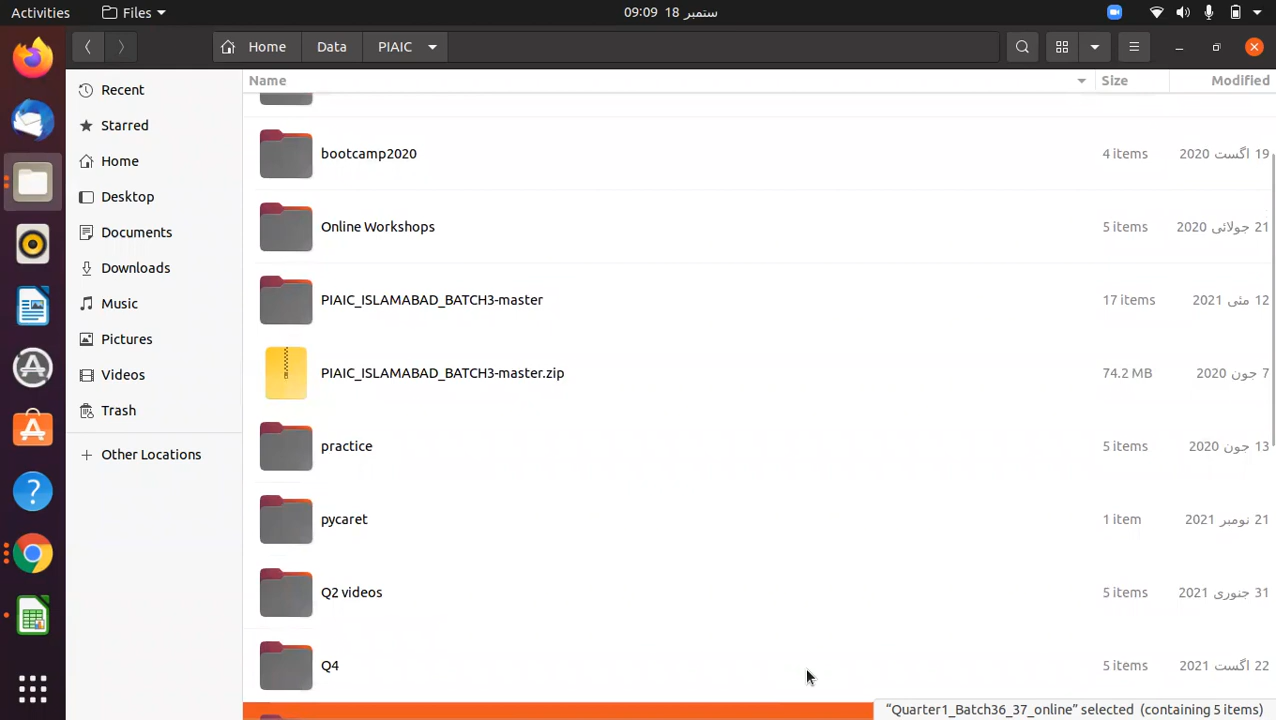 Activities Files 09:09 ستمبر 18
Home Data PIAIC
Name Size Modified
Recent
Starred
Home
Desktop
Documents
Downloads
Music
Pictures
Videos
Trash
Other Locations
bootcamp2020 4 items 19 اگست 2020
Online Workshops 5 items 21 جولائی 2020
PIAIC_ISLAMABAD_BATCH3-master 17 items 12 مئی 2021
PIAIC_ISLAMABAD_BATCH3-master.zip 74.2 MB 7 جون 2020
practice 5 items 13 جون 2020
pycaret 1 item 21 نومبر 2021
Q2 videos 5 items 31 جنوری 2021
Q4 5 items 22 اگست 2021
“Quarter1_Batch36_37_online” selected (containing 5 items)